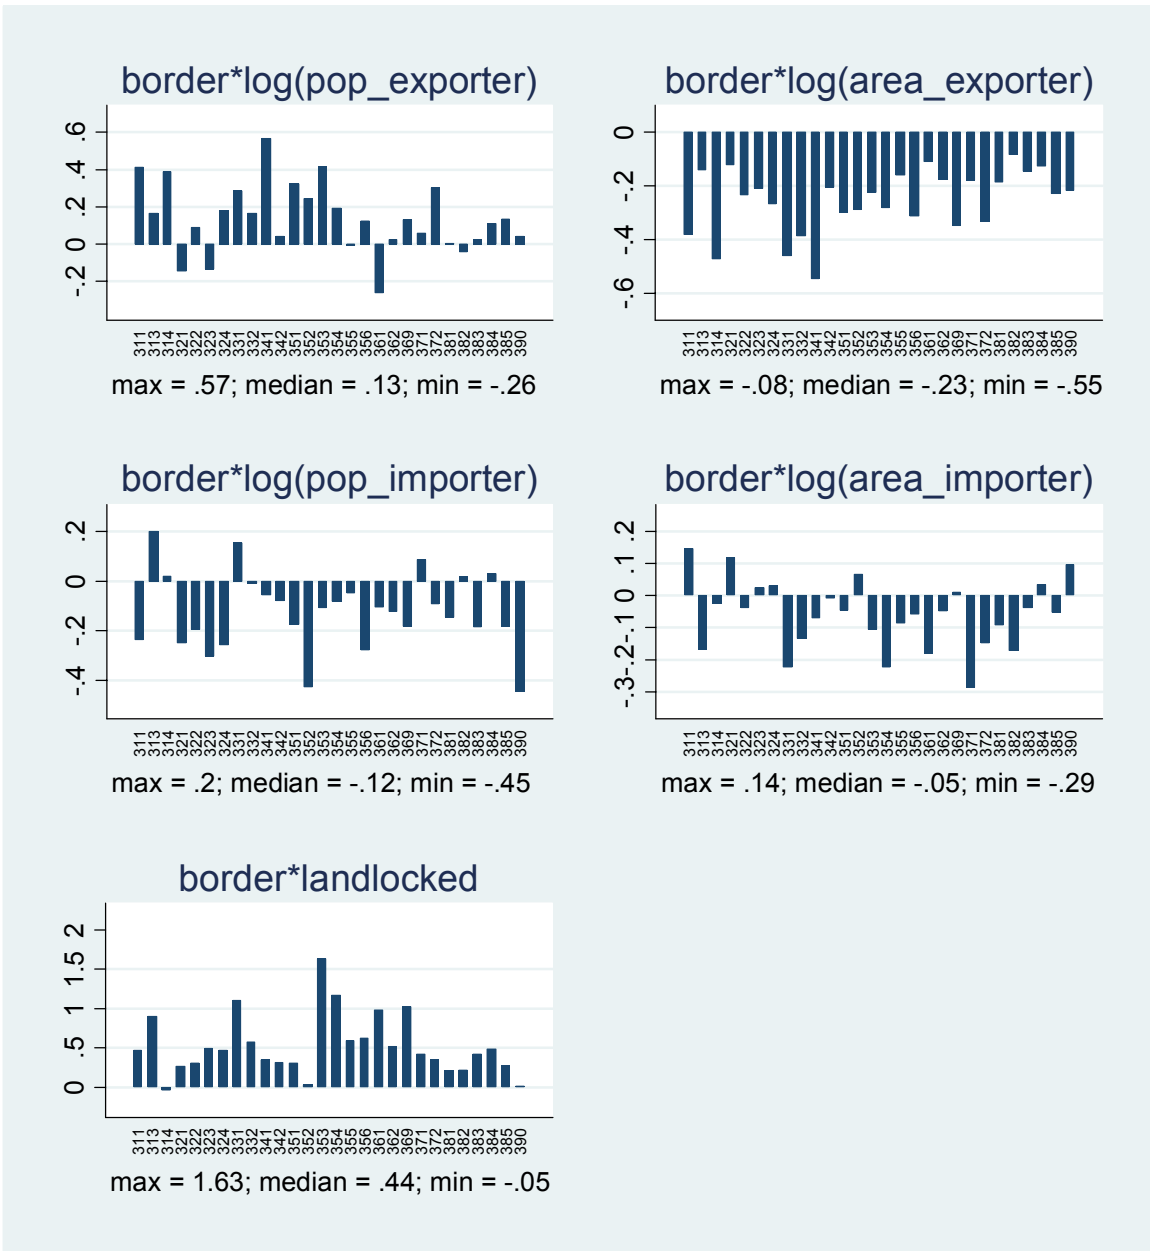 border*log(pop_exporter)
.6
.4
.2
0
-.2
311 313 314 321 322 323 324 331 332 341 342 351 352 353 354 355 356 361 362 369 371 372 381 382 383 384 385 390
max = .57; median = .13; min = -.26
border*log(area_exporter)
0
-.2
-.4
-.6
311 313 314 321 322 323 324 331 332 341 342 351 352 353 354 355 356 361 362 369 371 372 381 382 383 384 385 390
max = -.08; median = -.23; min = -.55
border*log(pop_importer)
.2
0
-.2
-.4
311 313 314 321 322 323 324 331 332 341 342 351 352 353 354 355 356 361 362 369 371 372 381 382 383 384 385 390
max = .2; median = -.12; min = -.45
border*log(area_importer)
.2
.1
0
-.1
-.2
-.3
311 313 314 321 322 323 324 331 332 341 342 351 352 353 354 355 356 361 362 369 371 372 381 382 383 384 385 390
max = .14; median = -.05; min = -.29
border*landlocked
2
1.5
1
.5
0
311 313 314 321 322 323 324 331 332 341 342 351 352 353 354 355 356 361 362 369 371 372 381 382 383 384 385 390
max = 1.63; median = .44; min = -.05